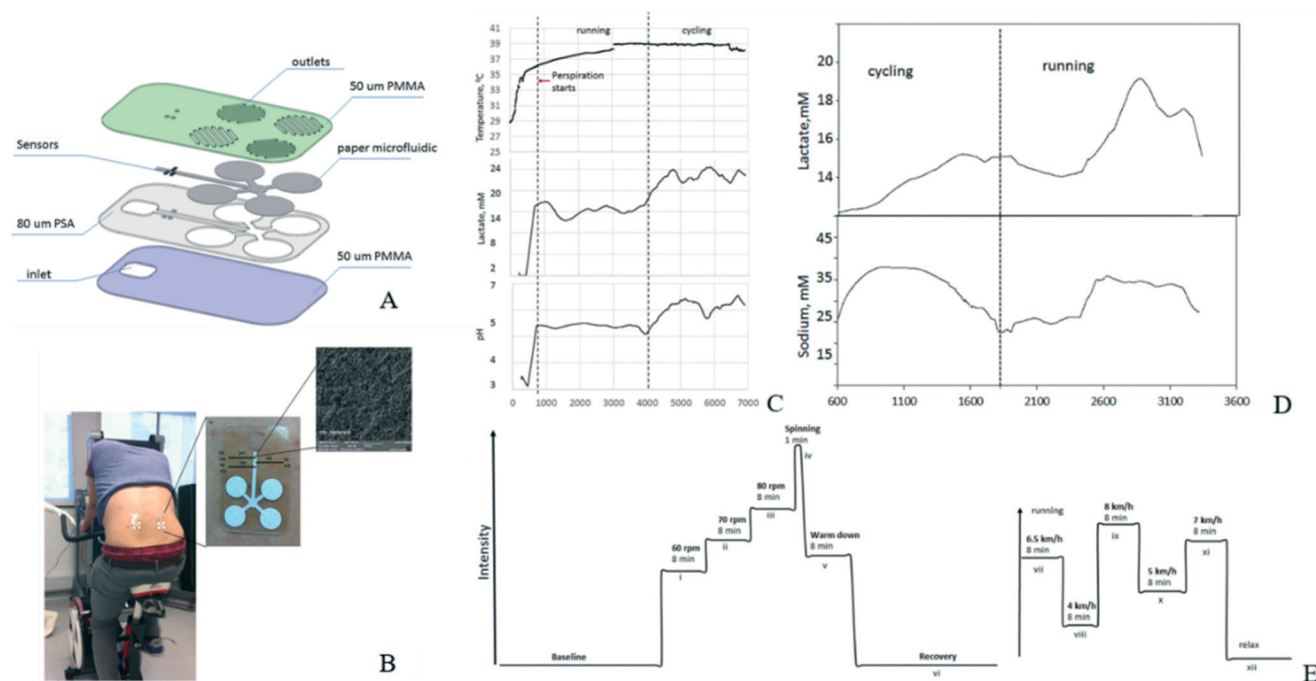 outlets
50 um PMMA
Sensors
paper microfluidic
80 um PSA
inlet
50 um PMMA
A
B
41
39
37
35
33
31
29
27
25
Temperature, ⁰C
running
cycling
Perspiration
starts
24
20
14
8
2
Lactate, mM
7
5
4
3
pH
0
1000
2000
3000
4000
5000
6000
7000
C
20
18
16
14
Lactate,mM
cycling
running
45
35
25
15
Sodium, mM
600
1100
1600
2100
2600
3100
3600
D
Intensity
Baseline
60 rpm
8 min
i
70 rpm
8 min
ii
80 rpm
8 min
iii
Spinning
1 min
iv
Warm down
8 min
v
Recovery
vi
running
6.5 km/h
8 min
vii
4 km/h
8 min
viii
8 km/h
8 min
ix
5 km/h
8 min
x
7 km/h
8 min
xi
relax
xii
E